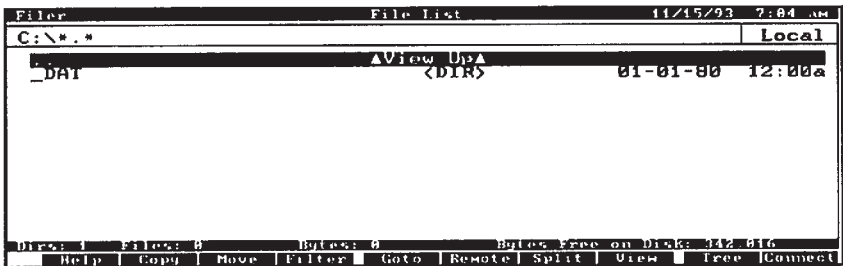 Filer File List 11/15/93 7:04 am
C:\*.* Local
▲View Up▲
_DAT <DIR> 01-01-80 12:00a
Dirs: 1 Files: 0 Bytes: 0 Bytes Free on Disk: 342,016
Help Copy Move Filter Goto Remote Split View Tree Connect